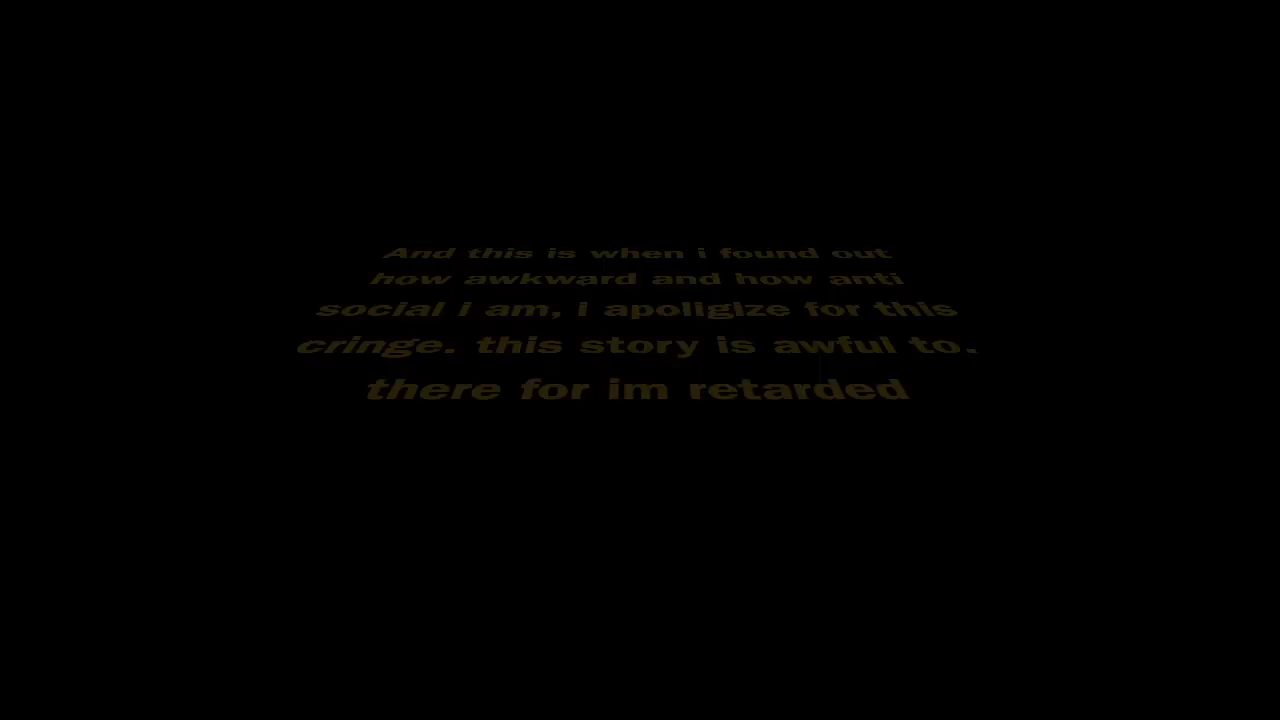 And this is when i found out
how awkward and how anti
social i am, i apoligize for this
cringe. this story is awful to.
there for im retarded